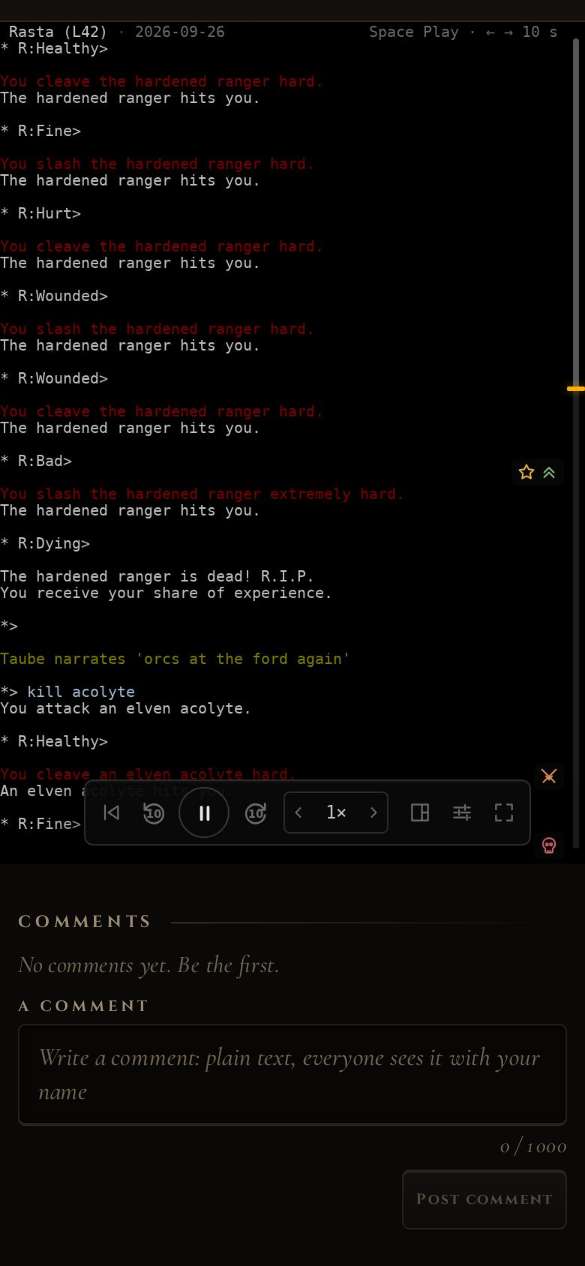 Rasta (L42) · 2026-09-26 Space Play · ← → 10 s
* R:Healthy>
You cleave the hardened ranger hard.
The hardened ranger hits you.
* R:Fine>
You slash the hardened ranger hard.
The hardened ranger hits you.
* R:Hurt>
You cleave the hardened ranger hard.
The hardened ranger hits you.
* R:Wounded>
You slash the hardened ranger hard.
The hardened ranger hits you.
* R:Wounded>
You cleave the hardened ranger hard.
The hardened ranger hits you.
* R:Bad>
You slash the hardened ranger extremely hard.
The hardened ranger hits you.
* R:Dying>
The hardened ranger is dead! R.I.P.
You receive your share of experience.
*>
Taube narrates 'orcs at the ford again'
*> kill acolyte
You attack an elven acolyte.
* R:Healthy>
You cleave an elven acolyte hard.
An elven acolyte hits you.
* R:Fine>
10 10 1×
COMMENTS
No comments yet. Be the first.
A COMMENT
Write a comment: plain text, everyone sees it with your
name
0 / 1000
POST COMMENT